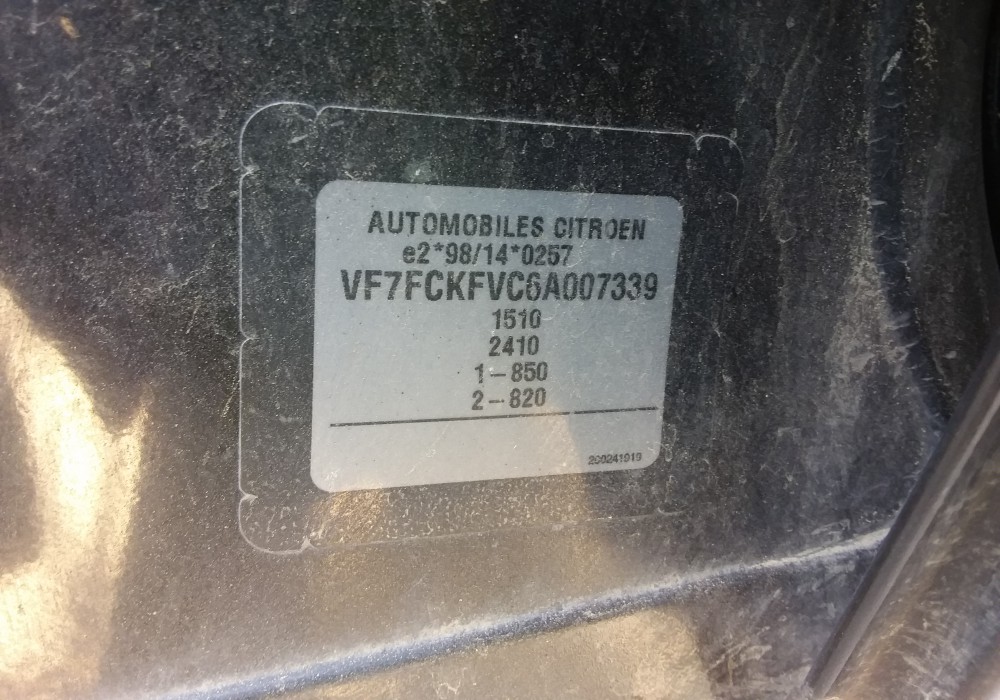 AUTOMOBILES CITROEN
e2*98/14*0257
VF7FCKFVC6A007339
1510
2410
1-850
2-820